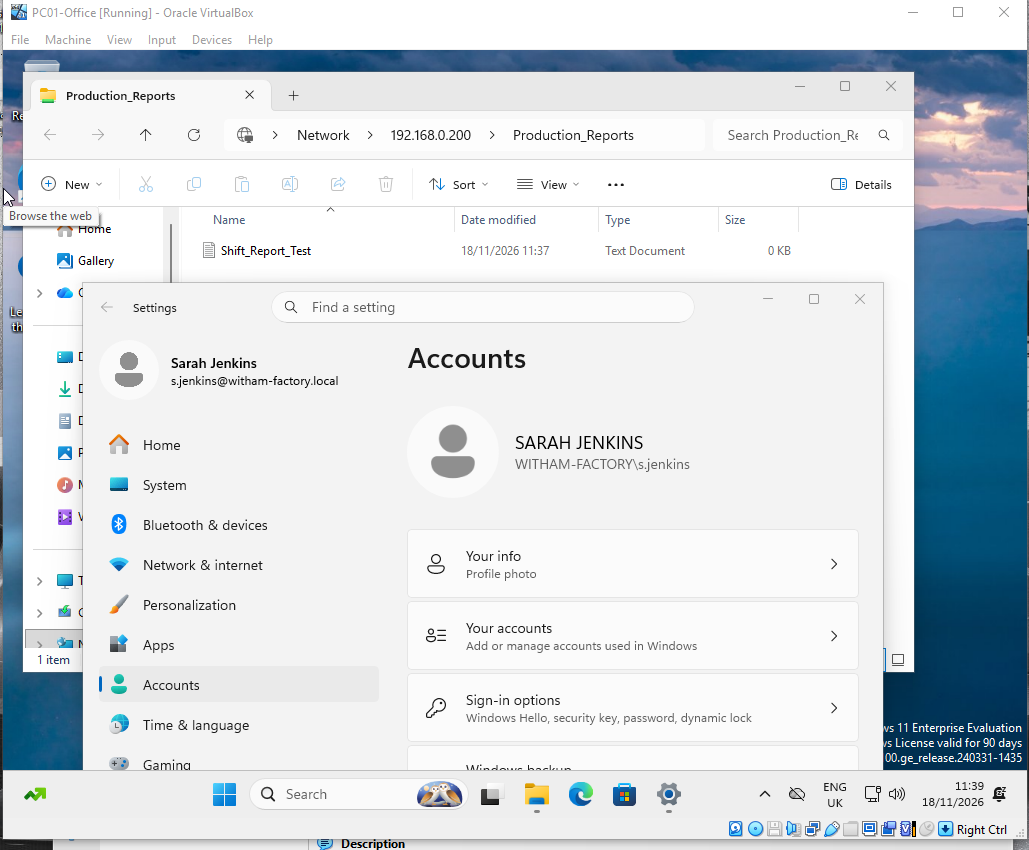 PC01-Office [Running] - Oracle VirtualBox
File Machine View Input Devices Help
Production_Reports
Network > 192.168.0.200 > Production_Reports
Search Production_Re
New
Sort
View
Details
Browse the web
Name Date modified Type Size
Home
Shift_Report_Test 18/11/2026 11:37 Text Document 0 KB
Gallery
1 item
Settings
Find a setting
Sarah Jenkins
s.jenkins@witham-factory.local
Home
System
Bluetooth & devices
Network & internet
Personalization
Apps
Accounts
Time & language
Gaming
Accounts
SARAH JENKINS
WITHAM-FACTORY\s.jenkins
Your info
Profile photo
Your accounts
Add or manage accounts used in Windows
Sign-in options
Windows Hello, security key, password, dynamic lock
Windows backup
ws 11 Enterprise Evaluation
ws License valid for 90 days
00.ge_release.240331-1435
Search
ENG
UK
11:39
18/11/2026
Right Ctrl
Description